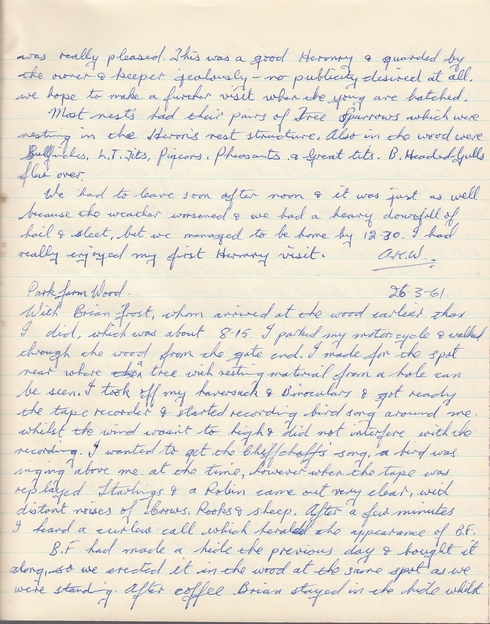 was really pleased. This was a good Heronry & guarded by
the owner & keeper jealously - no publicity desired at all.
we hope to make a further visit when the young are hatched.
Most nests had their pairs of Tree Sparrows which were
nesting in the Heron's nest structure. Also in the wood were
Bullfinches, L.T. Tits, Pigeons, Pheasants & Great tits. B. Headed Gulls
flew over.
We had to leave soon after noon & it was just as well
because the weather worsened & we had a heavy downfall of
hail & sleet, but we managed to be home by 12-30. I had
really enjoyed my first Heronry visit. A.K.W.
Park farm Wood. 26-3-61.
With Brian Frost, whom arrived at the wood earlier than
I did, which was about 8-15. I parked my motorcycle & walked
through the wood from the gate end. I made for the spot
near where a tree with nesting material from a hole can
be seen. I took off my haversack & Binoculars & got ready
the tape recorder & started recording bird song around me.
whilst the wind wasn't to high & did not interfere with the
recording. I wanted to get the Chiffchaff's song, a bird was
singing above me at the time, however when the tape was
replayed Starlings & a Robin came out very clear, with
distant noises of Crows, Rooks & sheep. After a few minutes
I heard a curlew call which herald the appearance of B.F.
B.F had made a hide the previous day & bought it
along, so we erected it in the wood at the same spot as we
were standing. After coffee Brian stayed in the hide whilst